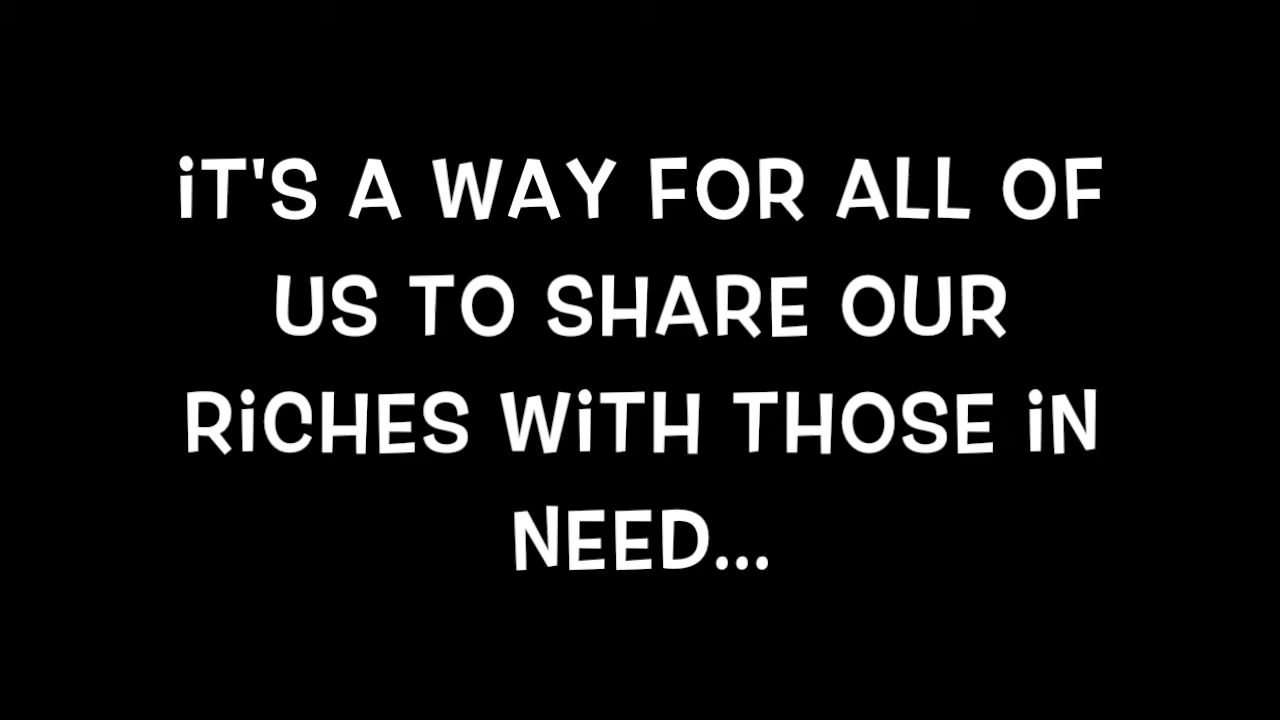 iT'S A WAY FOR ALL OF
US TO SHARE OUR
RiCHES WiTH THOSE iN
NEED...